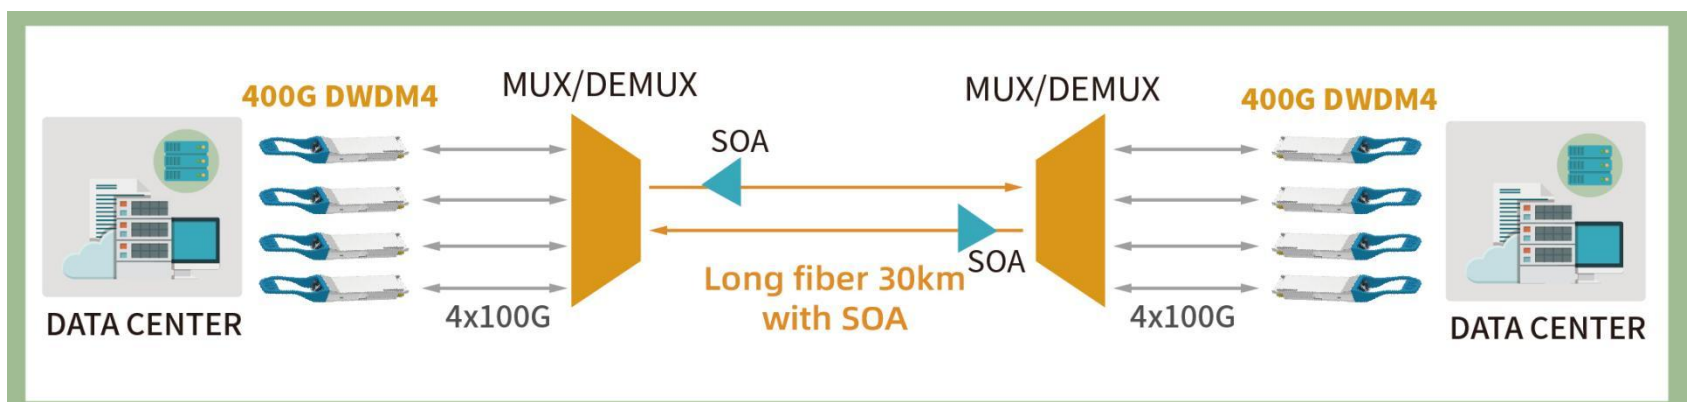 400G DWDM4
MUX/DEMUX
MUX/DEMUX
400G DWDM4
SOA
SOA
Long fiber 30km
with SOA
DATA CENTER
4x100G
4x100G
DATA CENTER